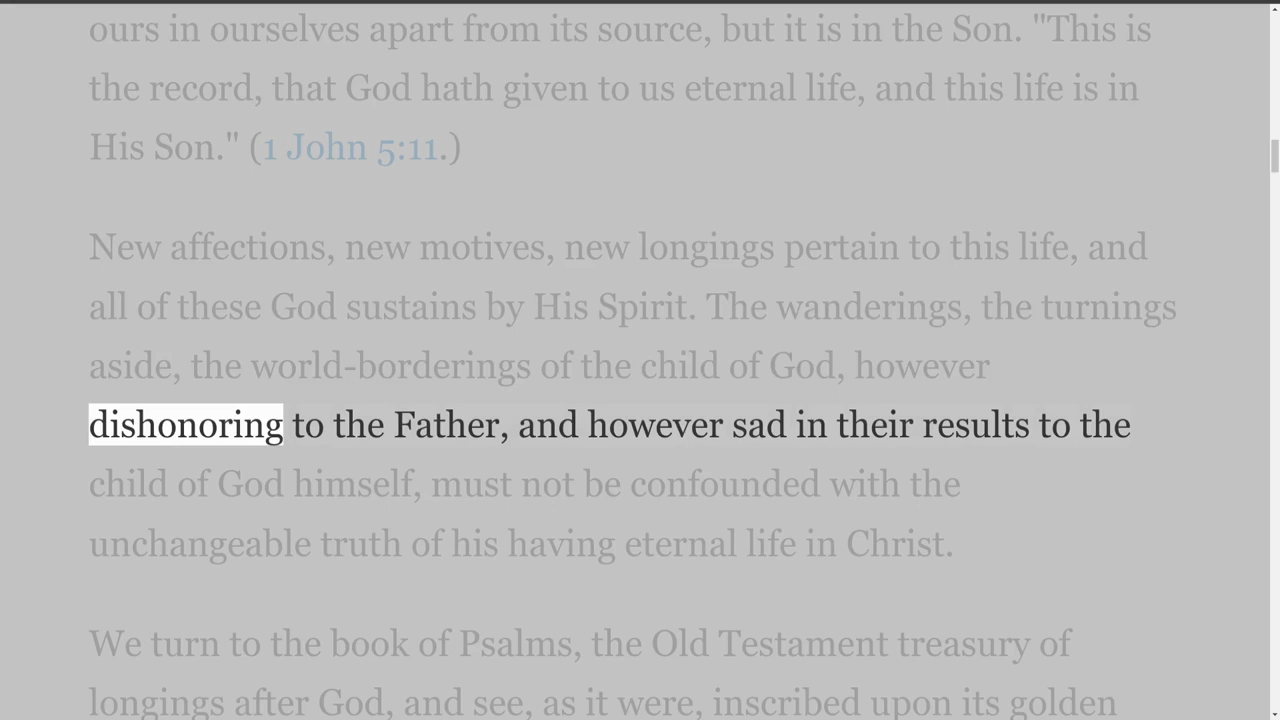 ours in ourselves apart from its source, but it is in the Son. "This is
the record, that God hath given to us eternal life, and this life is in
His Son." (1 John 5:11.)
New affections, new motives, new longings pertain to this life, and
all of these God sustains by His Spirit. The wanderings, the turnings
aside, the world-borderings of the child of God, however
dishonoring to the Father, and however sad in their results to the
child of God himself, must not be confounded with the
unchangeable truth of his having eternal life in Christ.
We turn to the book of Psalms, the Old Testament treasury of
longings after God, and see, as it were, inscribed upon its golden